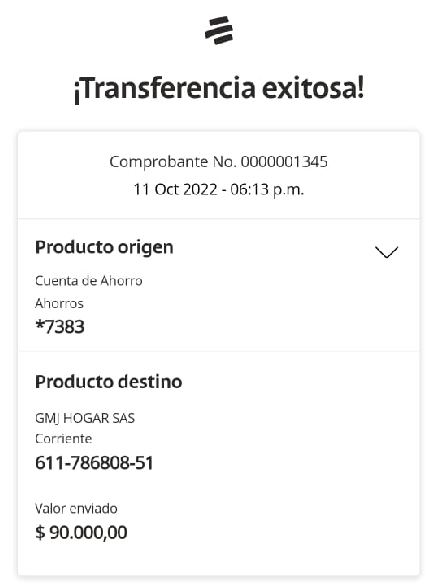 ¡Transferencia exitosa!
Comprobante No. 0000001345
11 Oct 2022 - 06:13 p.m.
Producto origen
Cuenta de Ahorro
Ahorros
*7383
Producto destino
GMJ HOGAR SAS
Corriente
611-786808-51
Valor enviado
$ 90.000,00